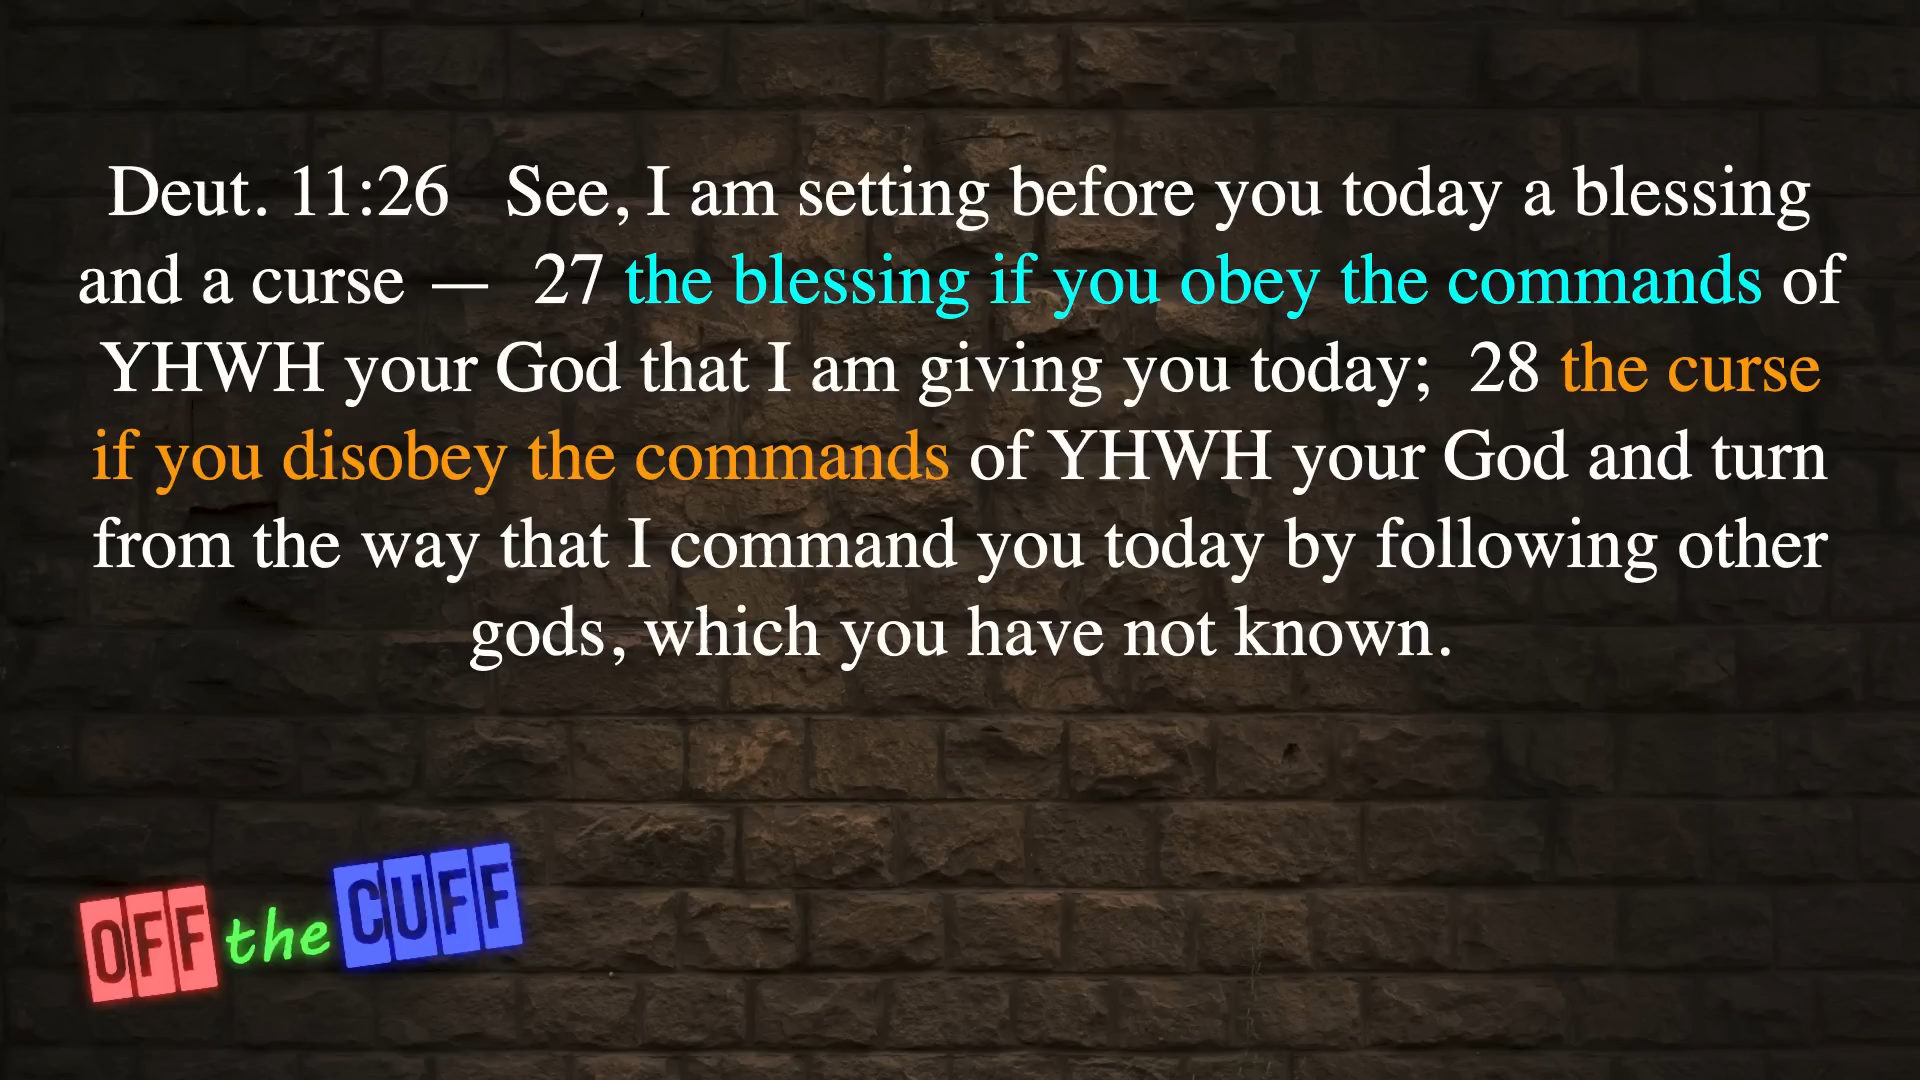 Deut. 11:26 See, I am setting before you today a blessing
and a curse — 27 the blessing if you obey the commands of
YHWH your God that I am giving you today; 28 the curse
if you disobey the commands of YHWH your God and turn
from the way that I command you today by following other
gods, which you have not known.
OFF the CUFF